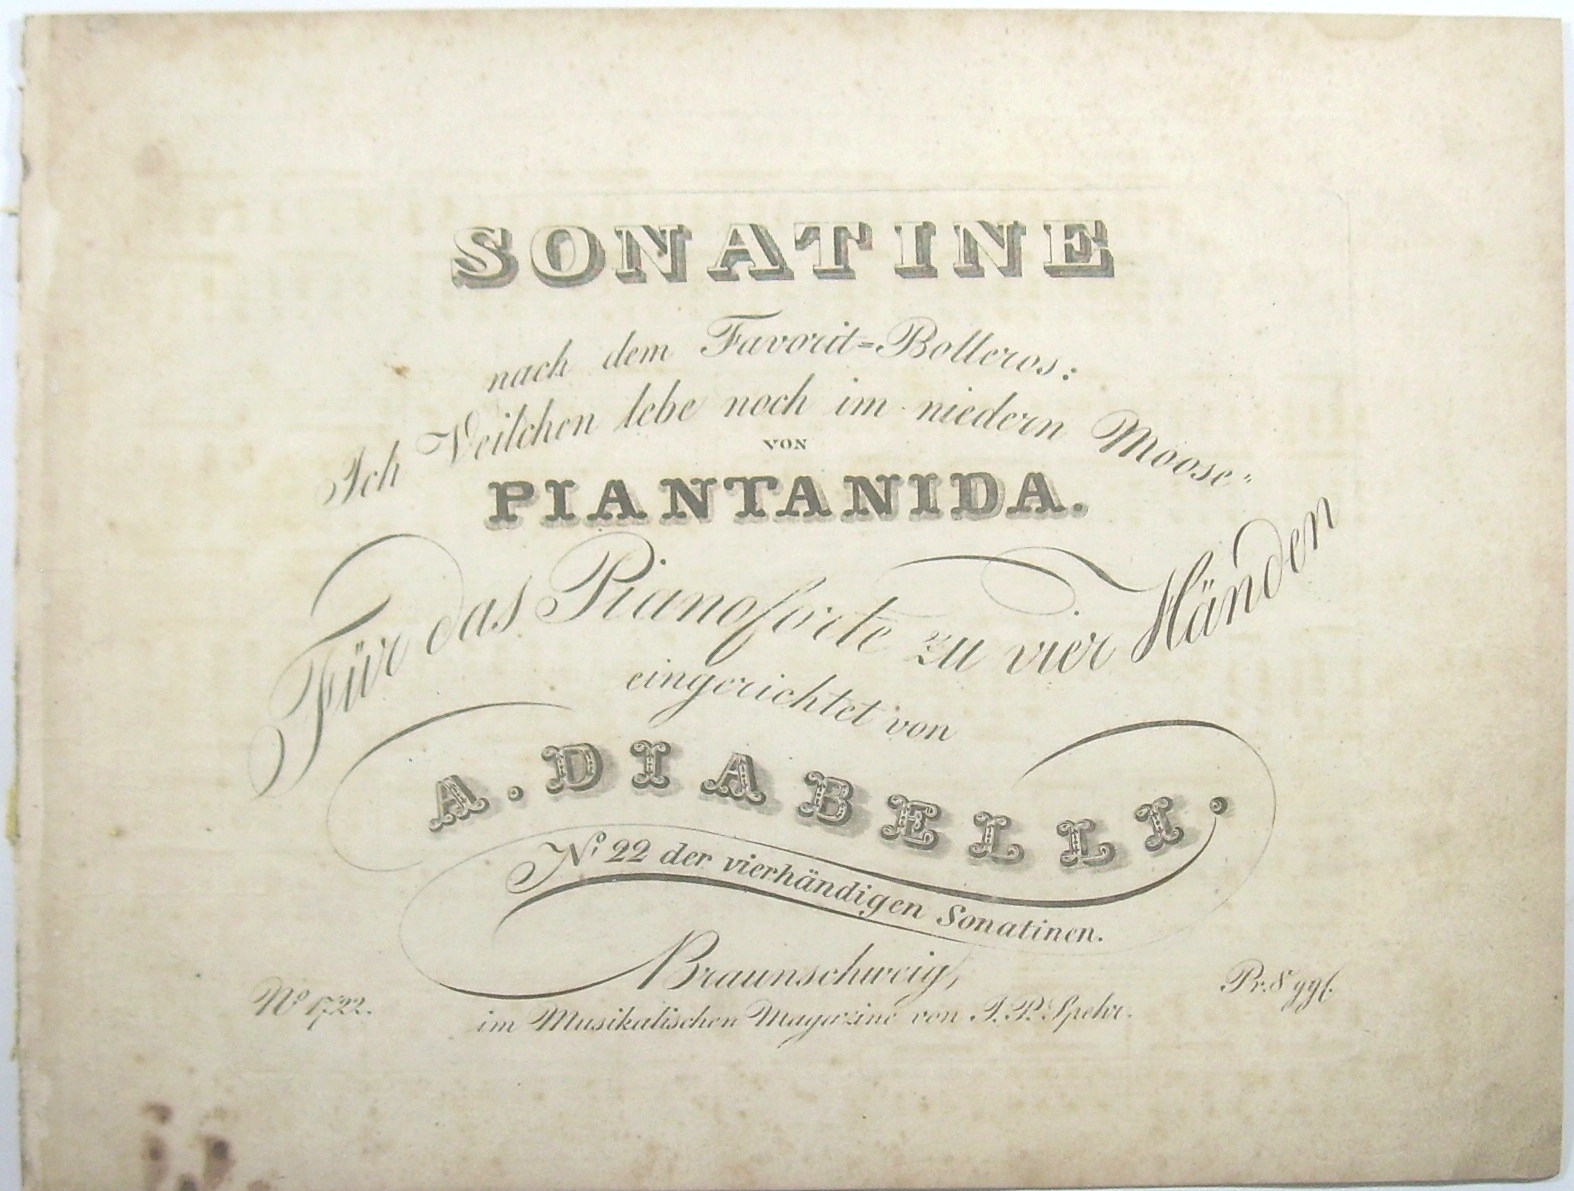 SONATINE
nach dem Favorit=Bolleros:
Ich Veilchen lebe noch im niedern Moose."
VON
PIANTANIDA.
Für das Pianoforte zu vier Händen
eingerichtet von
A. DIABELLI.
No. 22 der vierhändigen Sonatinen.
Braunschweig,
im Musikalischen Magazine von J. P. Spehr.
No 1722.
Pr. 8 ggf.